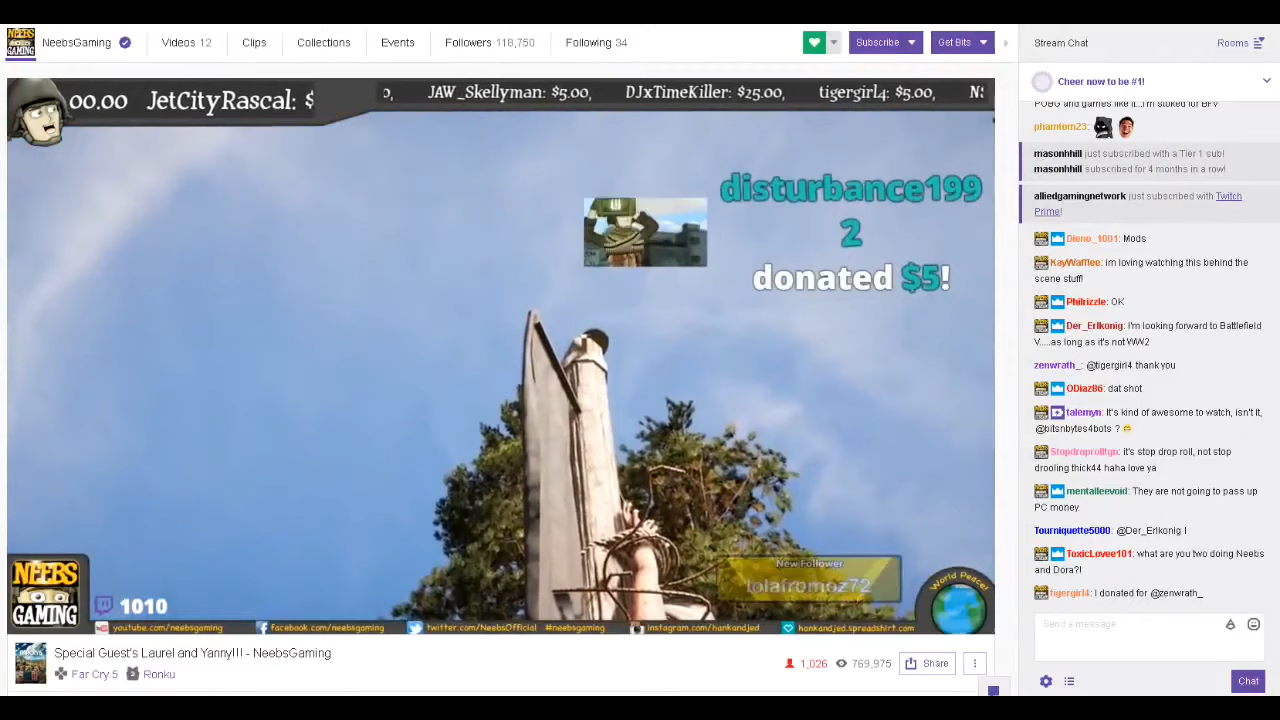 NeebsGaming
Videos 12
Clips
Collections
Events
Followers 118,750
Following 34
Subscribe
Get Bits
Stream Chat
Rooms
Cheer now to be #1!
00.00 JetCityRascal: $
JAW_Skellyman: $5.00, DJxTimeKiller: $25.00, tigergirl4: $5.00,
disturbance199
2
donated $5!
New Follower
lolafromoz72
World Peace!
NEEBS
GAMING
1010
youtube.com/neebsgaming
facebook.com/neebsgaming
twitter.com/NeebsOfficial #neebsgaming
instagram.com/hankandjed
hankandjed.spreadshirt.com
Special Guest's Laurel and Yanny!!! - NeebsGaming
Far Cry 5
Ronku
1,026
769,975
Share
POBG and games like it...I'm stoked for BFV
phamtom23:
masonhhill just subscribed with a Tier 1 sub!
masonhhill subscribed for 4 months in a row!
alliedgamingnetwork just subscribed with Twitch
Prime!
Dieno_1001: Mods
KayWafflee: im loving watching this behind the
scene stuff!
Philrizzle: OK
Der_Erlkonig: I'm looking forward to Battlefield
V.....as long as it's not WW2
zenwrath_: @tigergirl4 thank you
ODiaz86: dat shot
talemyn: It's kind of awesome to watch, isn't it,
@bitsnbytes4bots ?
Stopdroprolltgn: it's stop drop roll, not stop
drooling thick44 haha love ya
mentalleevoid: They are not going to pass up
PC money.
Tourniquette5000: @Der_Erlkonig I
ToxicLovee101: what are you two doing Neebs
and Dora?!
tigergirl4: I donated for @zenwrath_
Send a message
Chat